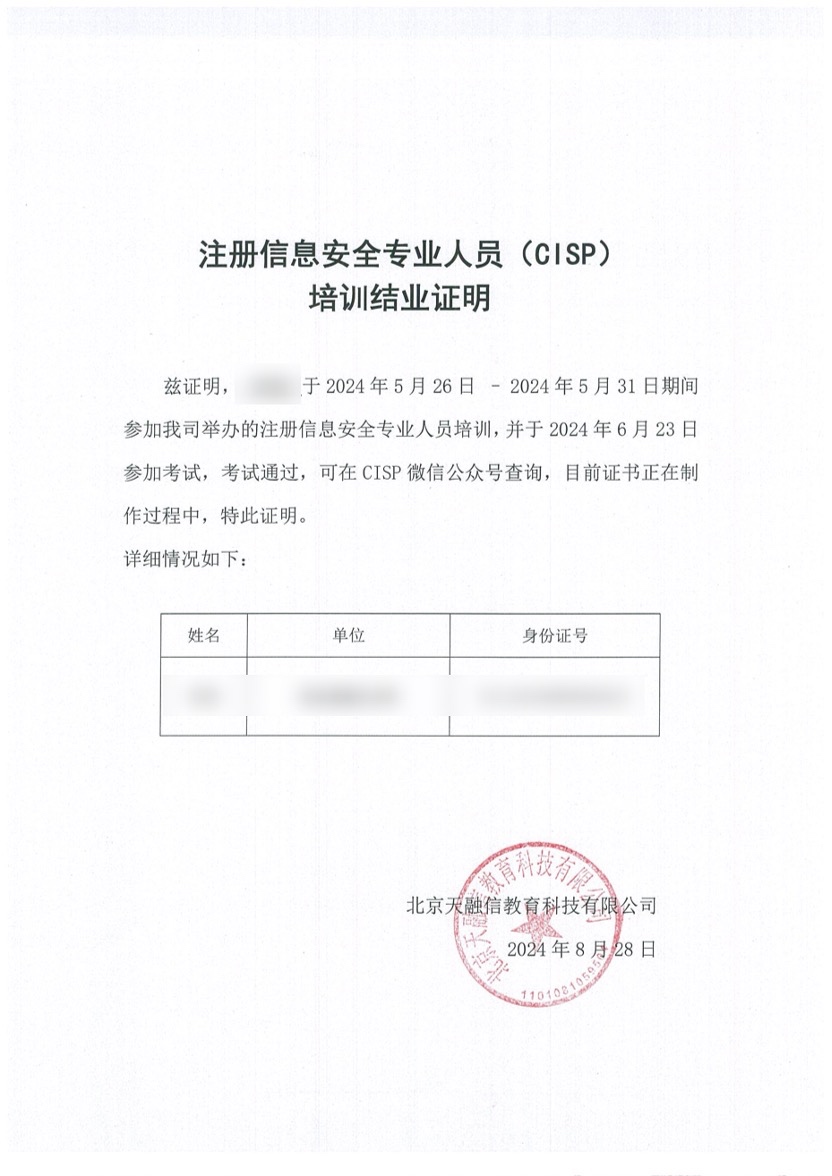 注册信息安全专业人员（CISP）
培训结业证明
兹证明，于 2024 年 5 月 26 日 － 2024 年 5 月 31 日期间
参加我司举办的注册信息安全专业人员培训，并于 2024 年 6 月 23 日
参加考试，考试通过，可在 CISP 微信公众号查询，目前证书正在制
作过程中，特此证明。
详细情况如下：
姓名 单位 身份证号
北京天融信教育科技有限公司
北京天融信教育科技有限公司
2024 年 8 月 28 日